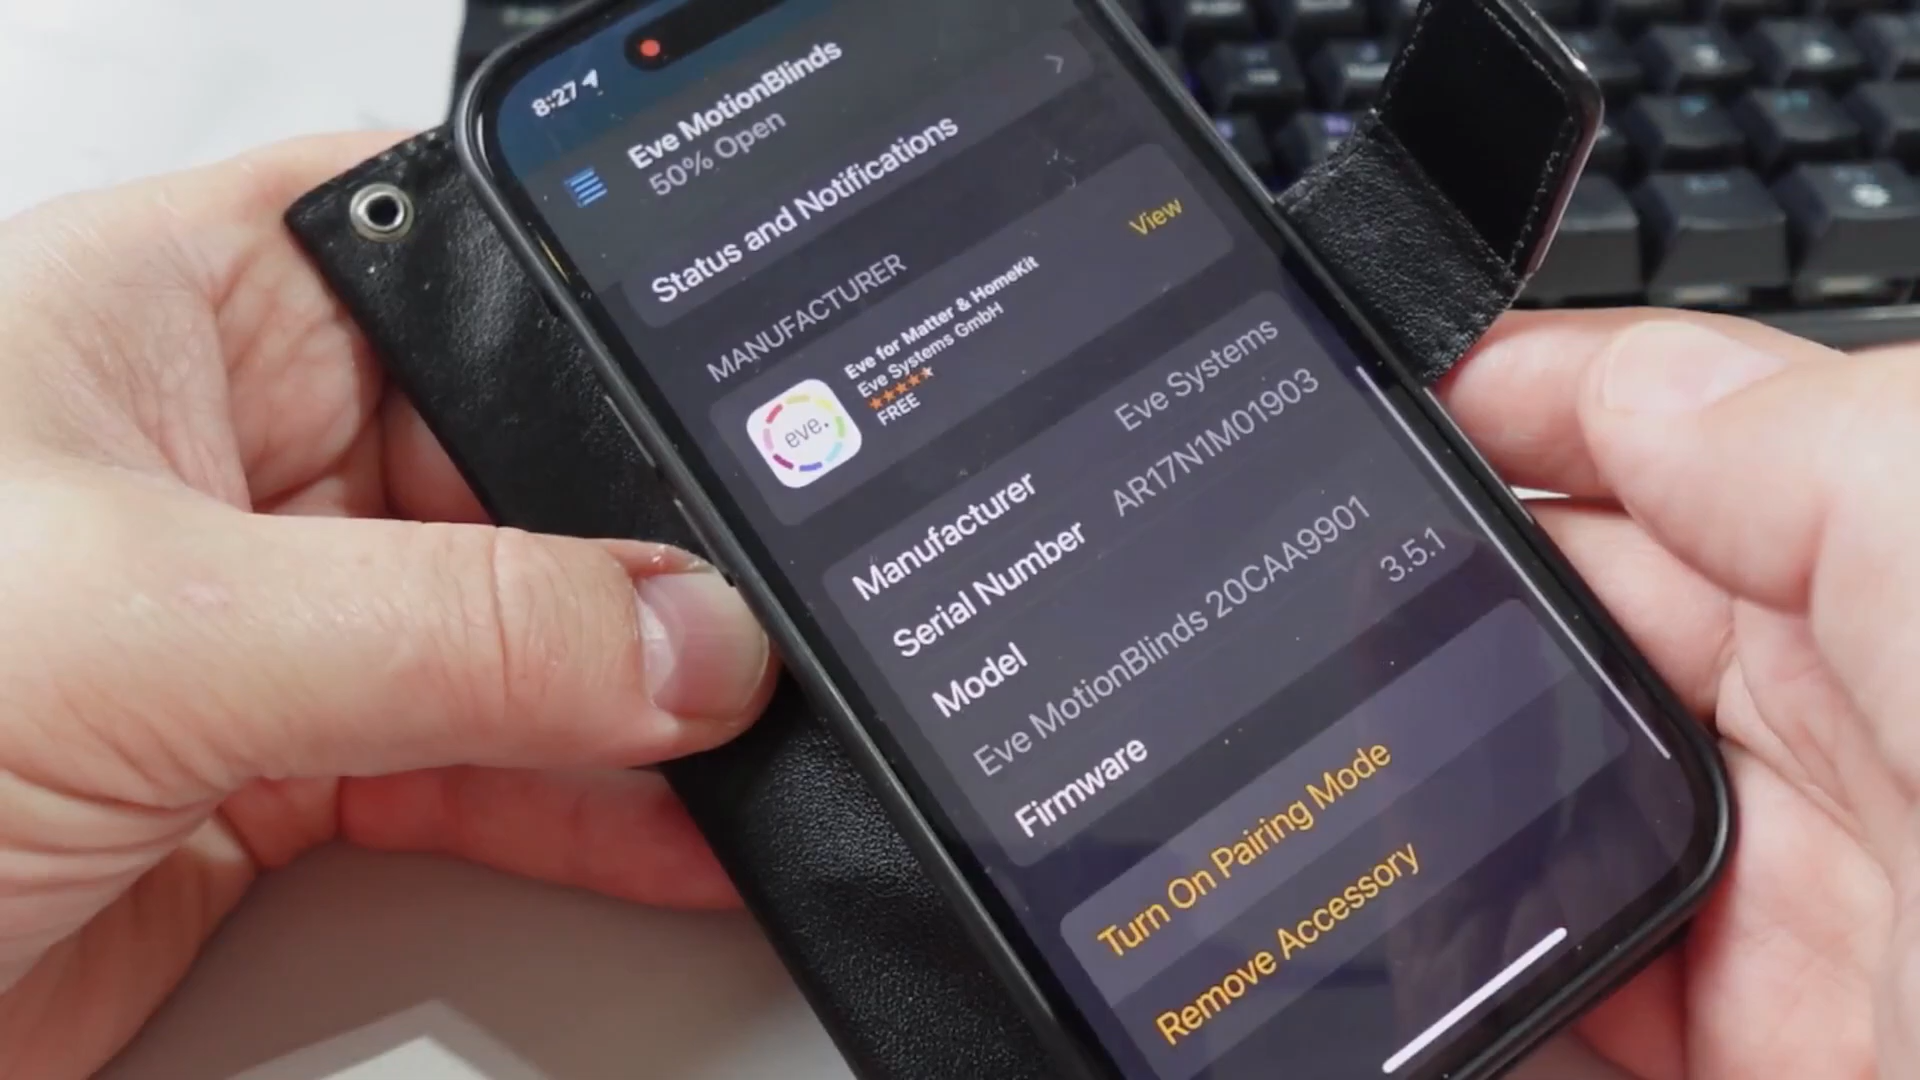 8:27
Eve MotionBlinds
50% Open
Status and Notifications
MANUFACTURER
Eve for Matter & HomeKit
Eve Systems GmbH
FREE
View
eve.
Manufacturer Eve Systems
Serial Number AR17N1M01903
Model
Eve MotionBlinds 20CAA9901
Firmware 3.5.1
Turn On Pairing Mode
Remove Accessory